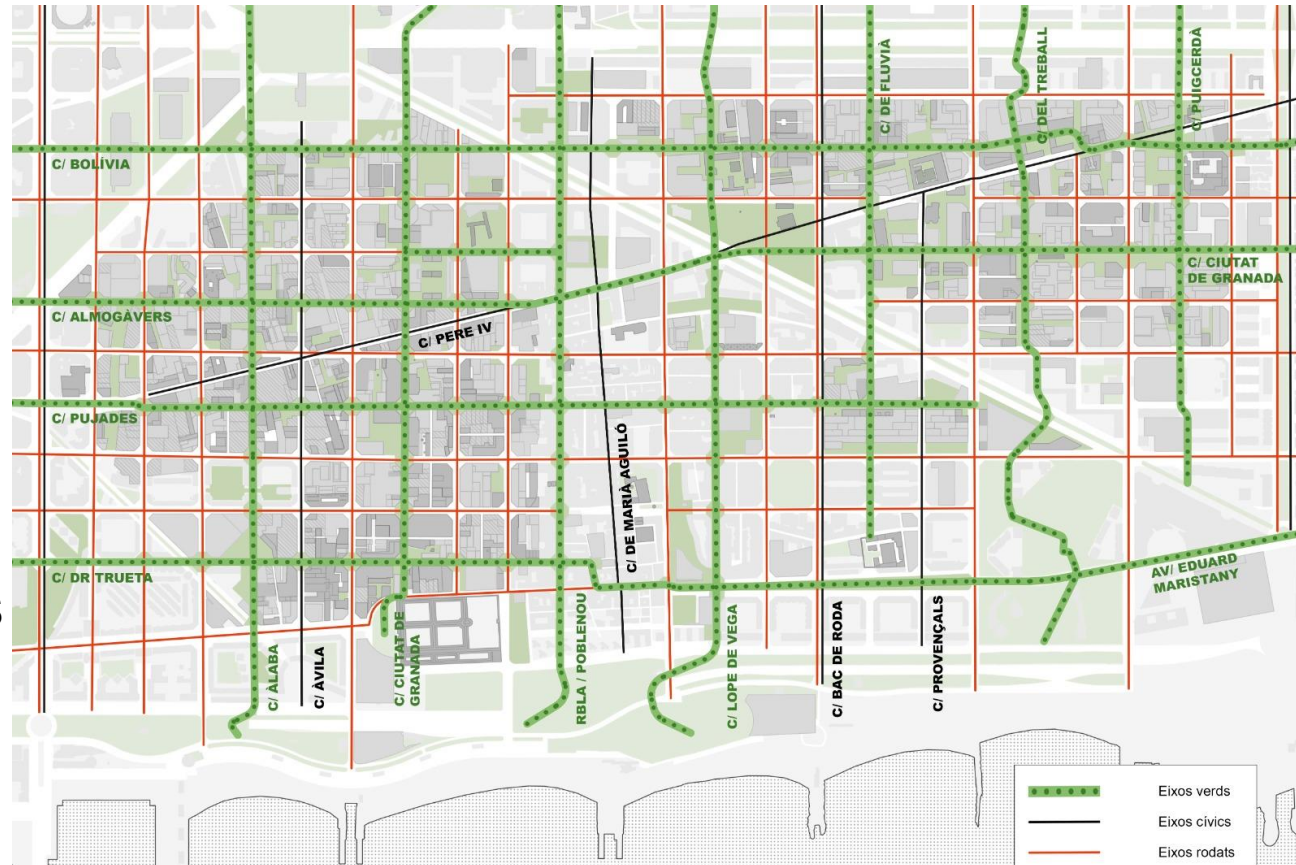 C/ DE FLUVIÀ
C/ DEL TREBALL
C/ PUIGCERDÀ
C/ BOLÍVIA
C/ CIUTAT
DE GRANADA
C/ ALMOGÀVERS
C/ PERE IV
C/ PUJADES
C/ DE MARIÀ AGUILÓ
C/ DR TRUETA
AV/ EDUARD
MARISTANY
C/ ÀLABA
C/ ÀVILA
C/ CIUTAT DE
GRANADA
RBLA / POBLENOU
C/ LOPE DE VEGA
C/ BAC DE RODA
C/ PROVENÇALS
Eixos verds
Eixos cívics
Eixos rodats